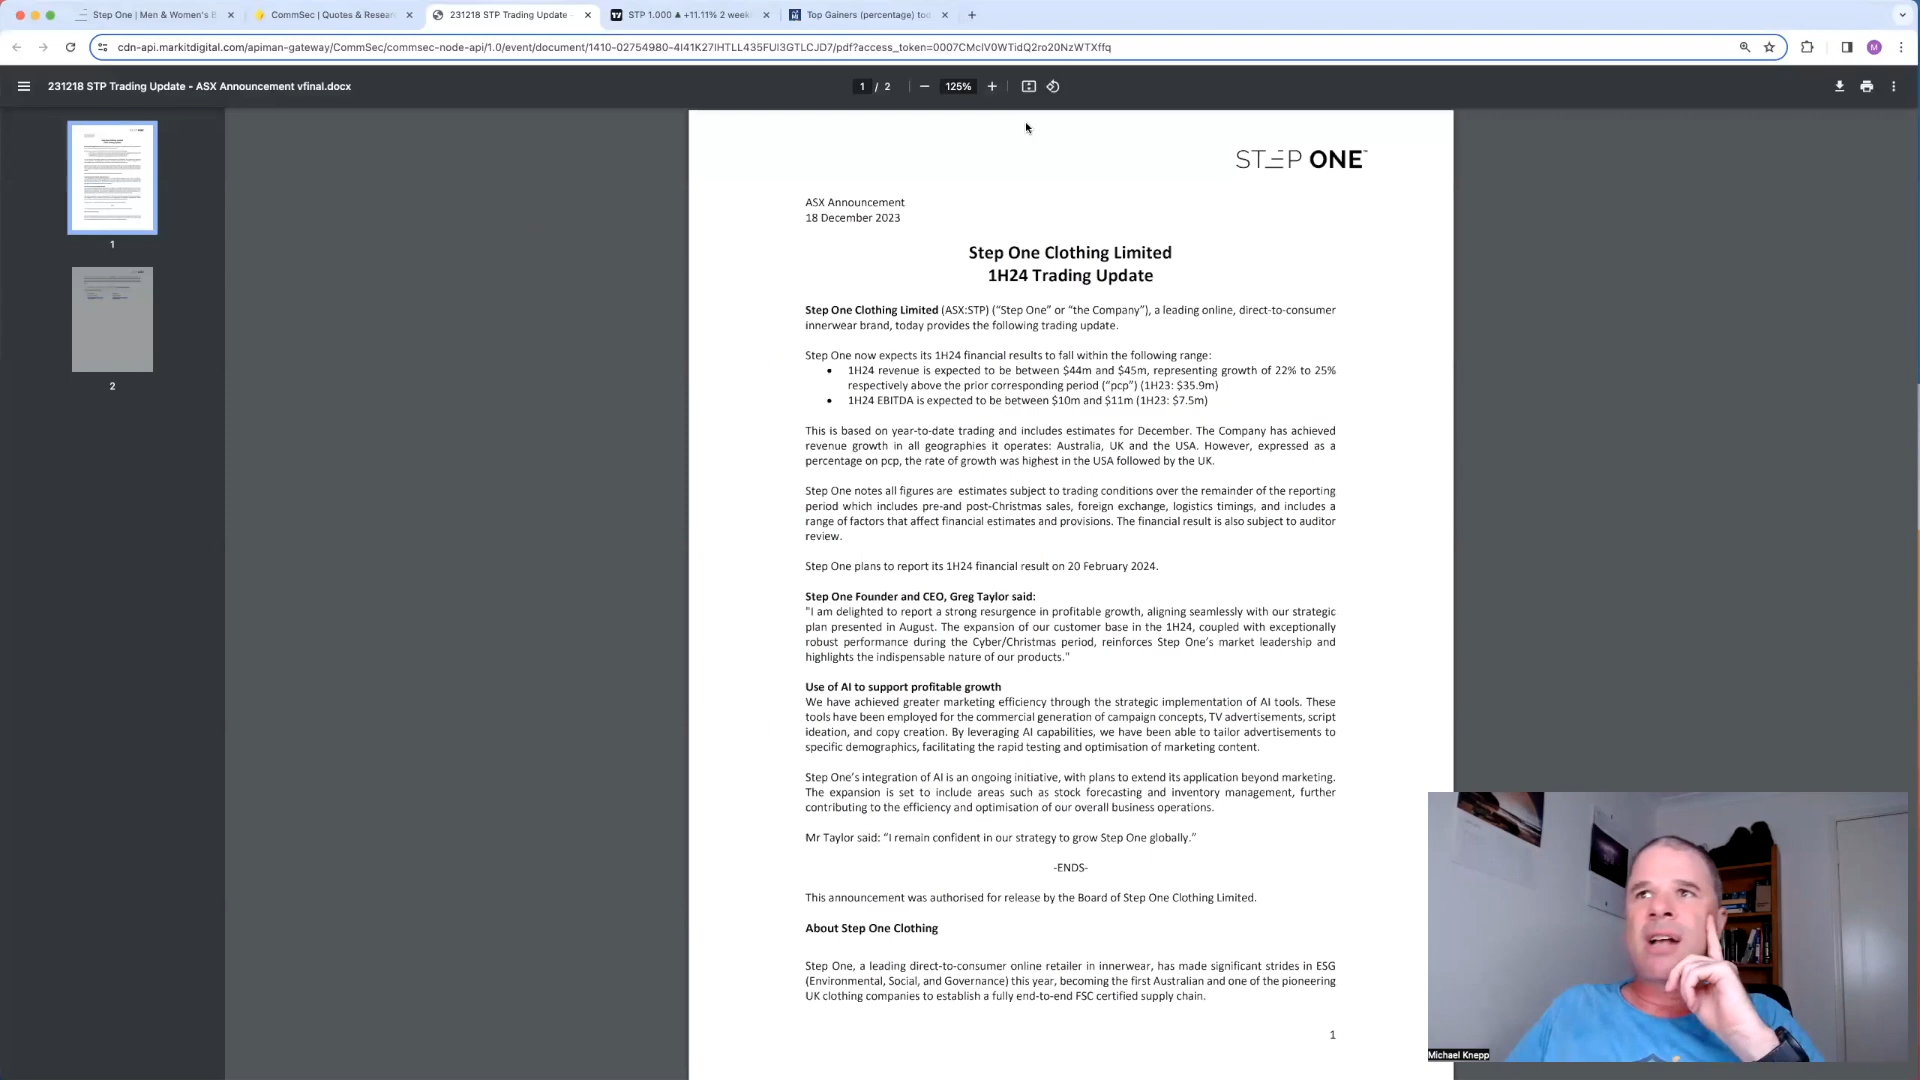 Step One | Men & Women's B
CommSec | Quotes & Resear
231218 STP Trading Update -
STP 1.000 ▲ +11.11% 2 week
Top Gainers (percentage) tod
cdn-api.markitdigital.com/apiman-gateway/CommSec/commsec-node-api/1.0/event/document/1410-02754980-4I41K27IHTLL435FUI3GTLCJD7/pdf?access_token=0007CMclV0WTidQ2ro20NzWTXffq
M
231218 STP Trading Update - ASX Announcement vfinal.docx
1 / 2
125%
1
2
STEP ONE™
ASX Announcement
18 December 2023
Step One Clothing Limited
1H24 Trading Update
Step One Clothing Limited (ASX:STP) (“Step One” or “the Company”), a leading online, direct-to-consumer
innerwear brand, today provides the following trading update.
Step One now expects its 1H24 financial results to fall within the following range:
• 1H24 revenue is expected to be between $44m and $45m, representing growth of 22% to 25%
respectively above the prior corresponding period (“pcp”) (1H23: $35.9m)
• 1H24 EBITDA is expected to be between $10m and $11m (1H23: $7.5m)
This is based on year-to-date trading and includes estimates for December. The Company has achieved
revenue growth in all geographies it operates: Australia, UK and the USA. However, expressed as a
percentage on pcp, the rate of growth was highest in the USA followed by the UK.
Step One notes all figures are estimates subject to trading conditions over the remainder of the reporting
period which includes pre-and post-Christmas sales, foreign exchange, logistics timings, and includes a
range of factors that affect financial estimates and provisions. The financial result is also subject to auditor
review.
Step One plans to report its 1H24 financial result on 20 February 2024.
Step One Founder and CEO, Greg Taylor said:
"I am delighted to report a strong resurgence in profitable growth, aligning seamlessly with our strategic
plan presented in August. The expansion of our customer base in the 1H24, coupled with exceptionally
robust performance during the Cyber/Christmas period, reinforces Step One’s market leadership and
highlights the indispensable nature of our products."
Use of AI to support profitable growth
We have achieved greater marketing efficiency through the strategic implementation of AI tools. These
tools have been employed for the commercial generation of campaign concepts, TV advertisements, script
ideation, and copy creation. By leveraging AI capabilities, we have been able to tailor advertisements to
specific demographics, facilitating the rapid testing and optimisation of marketing content.
Step One’s integration of AI is an ongoing initiative, with plans to extend its application beyond marketing.
The expansion is set to include areas such as stock forecasting and inventory management, further
contributing to the efficiency and optimisation of our overall business operations.
Mr Taylor said: “I remain confident in our strategy to grow Step One globally.”
-ENDS-
This announcement was authorised for release by the Board of Step One Clothing Limited.
About Step One Clothing
Step One, a leading direct-to-consumer online retailer in innerwear, has made significant strides in ESG
(Environmental, Social, and Governance) this year, becoming the first Australian and one of the pioneering
UK clothing companies to establish a fully end-to-end FSC certified supply chain.
1
Michael Knepp